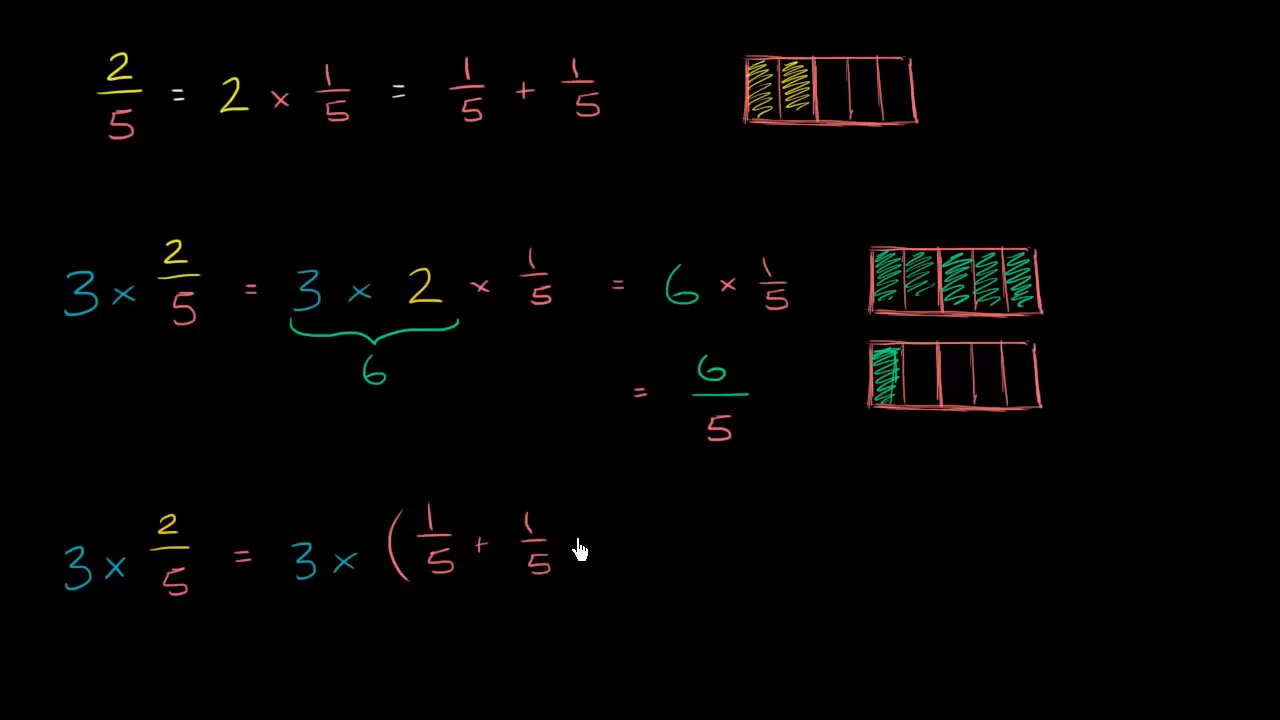 2/5 = 2 × 1/5 = 1/5 + 1/5
3 × 2/5 = 3 × 2 × 1/5 = 6 × 1/5
6
= 6/5
3 × 2/5 = 3 × (1/5 + 1/5